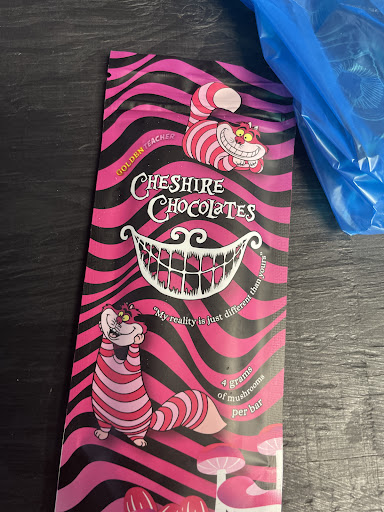 GOLDEN TEACHER
CHESHIRE
CHOCOLATES
"My reality is just different than yours"
4 grams
of mushrooms
per bar